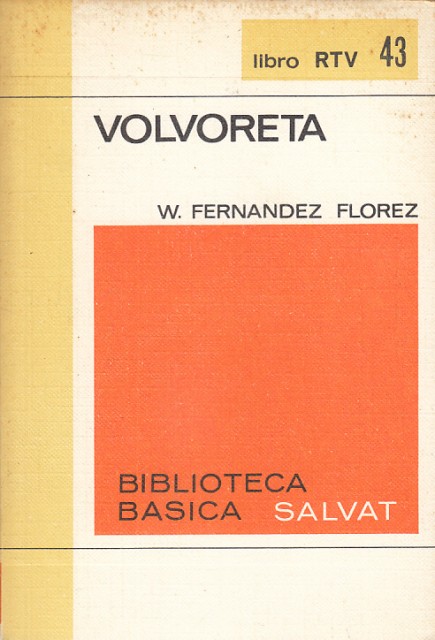 libro RTV 43
VOLVORETA
W. FERNANDEZ FLOREZ
BIBLIOTECA
BASICA SALVAT